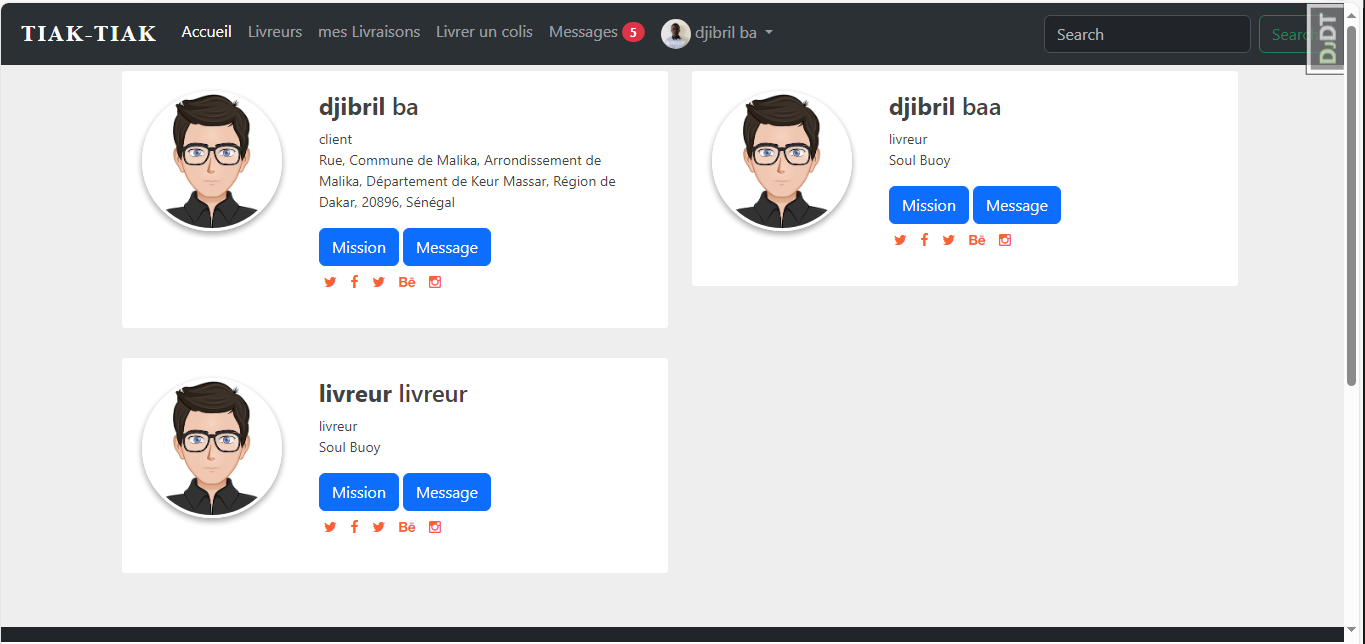 TIAK-TIAK Accueil Livreurs mes Livraisons Livrer un colis Messages 5 djibril ba Search Searc DJDT
djibril ba
client
Rue, Commune de Malika, Arrondissement de
Malika, Département de Keur Massar, Région de
Dakar, 20896, Sénégal
Mission Message
Bē
djibril baa
livreur
Soul Buoy
Mission Message
Bē
livreur livreur
livreur
Soul Buoy
Mission Message
Bē